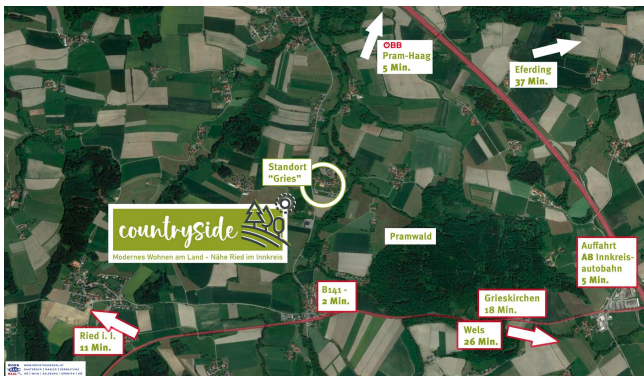 ÖBB
Pram-Haag
5 Min.
Eferding
37 Min.
Standort
"Gries"
countryside
Modernes Wohnen am Land - Nähe Ried im Innkreis
Pramwald
Auffahrt
A8 Innkreis-
autobahn
5 Min.
B141 -
2 Min.
Grieskirchen
18 Min.
Wels
26 Min.
Ried i. I.
11 Min.